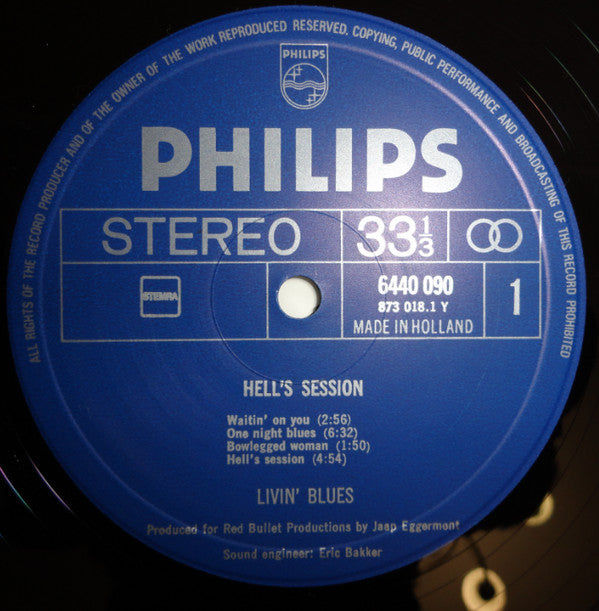 ALL RIGHTS OF THE RECORD PRODUCER AND OF THE OWNER OF THE WORK REPRODUCED RESERVED. COPYING, PUBLIC PERFORMANCE AND BROADCASTING OF THIS RECORD PROHIBITED
PHILIPS
PHILIPS
STEREO 33⅓
STEMRA
6440 090
873 018.1 Y
MADE IN HOLLAND
1
HELL'S SESSION
Waitin' on you (2:56)
One night blues (6:32)
Bowlegged woman (1:50)
Hell's session (4:54)
LIVIN' BLUES
Produced for Red Bullet Productions by Jaap Eggermont
Sound engineer: Eric Bakker